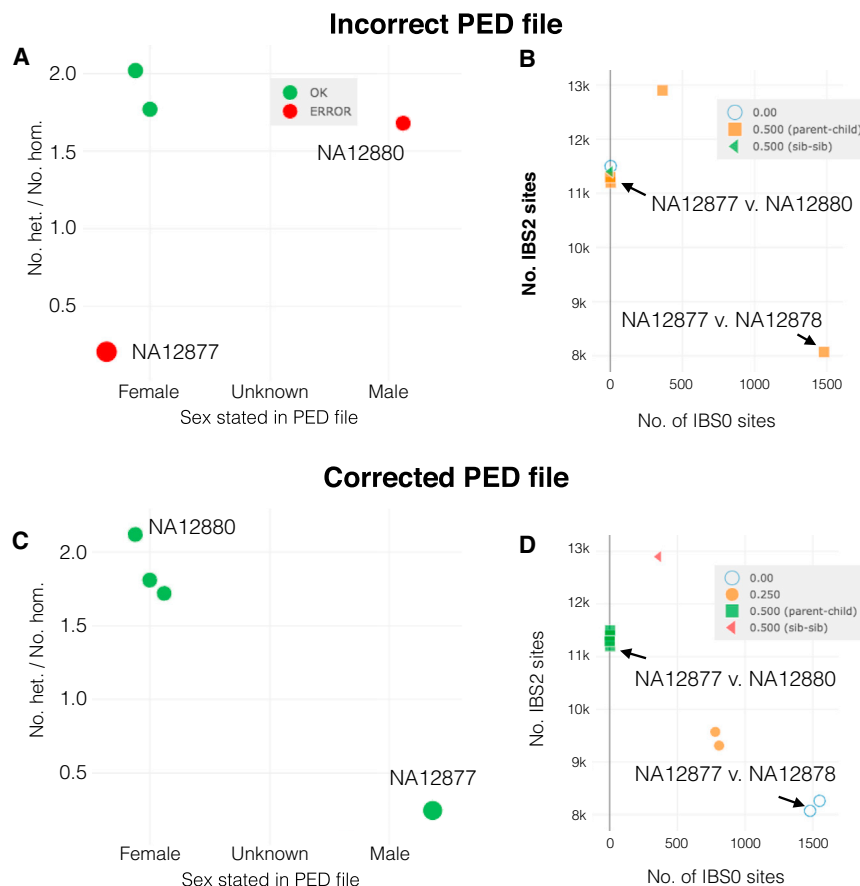 Incorrect PED file
A
No. het. / No. hom.
2.0
1.5
1.0
0.5
OK
ERROR
NA12880
NA12877
Female
Unknown
Male
Sex stated in PED file
B
No. IBS2 sites
13k
12k
11k
10k
9k
8k
0.00
0.500 (parent-child)
0.500 (sib-sib)
NA12877 v. NA12880
NA12877 v. NA12878
0
500
1000
1500
No. of IBS0 sites
Corrected PED file
C
No. het. / No. hom.
2.0
1.5
1.0
0.5
NA12880
NA12877
Female
Unknown
Male
Sex stated in PED file
D
No. IBS2 sites
13k
12k
11k
10k
9k
8k
0.00
0.250
0.500 (parent-child)
0.500 (sib-sib)
NA12877 v. NA12880
NA12877 v. NA12878
0
500
1000
1500
No. of IBS0 sites